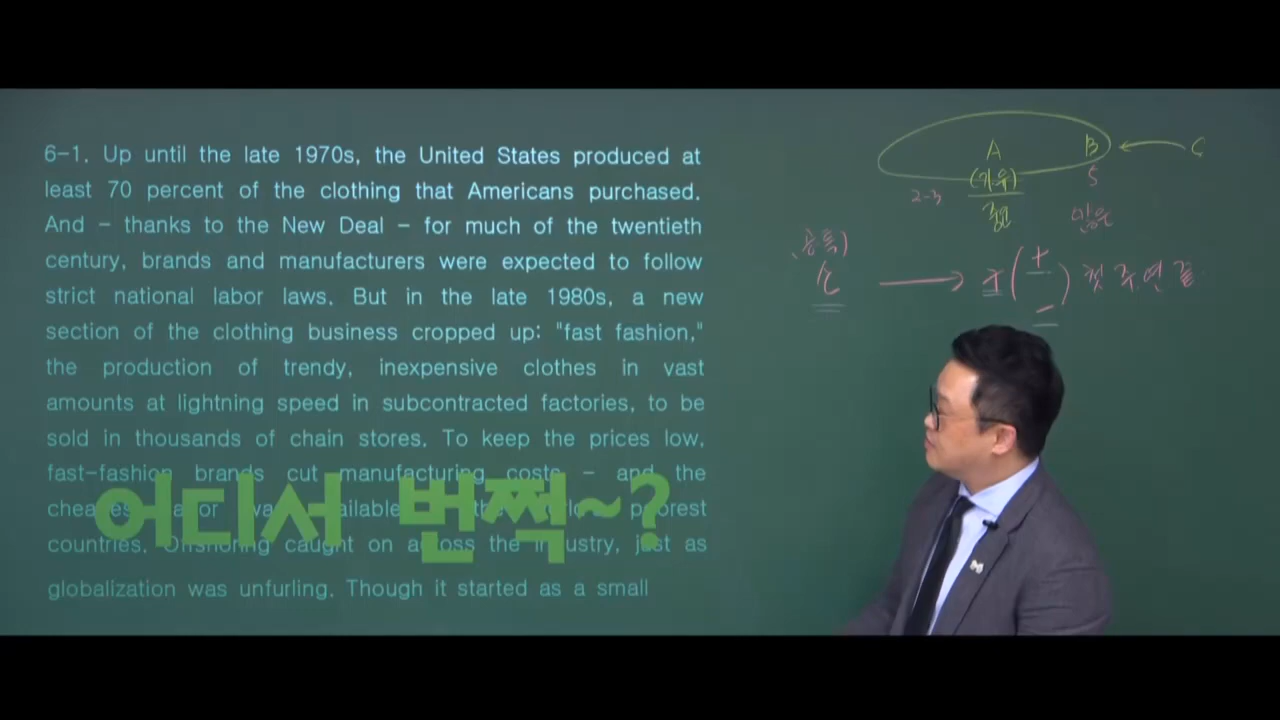 6-1. Up until the late 1970s, the United States produced at
least 70 percent of the clothing that Americans purchased.
And - thanks to the New Deal - for much of the twentieth
century, brands and manufacturers were expected to follow
strict national labor laws. But in the late 1980s, a new
section of the clothing business cropped up: "fast fashion,"
the production of trendy, inexpensive clothes in vast
amounts at lightning speed in subcontracted factories, to be
sold in thousands of chain stores. To keep the prices low,
fast-fashion brands cut manufacturing costs - and the
countries. Offshoring caught on across the industry, just as
globalization was unfurling. Though it started as a small
어디서 번쩍~?
A
B
C
2-3
5